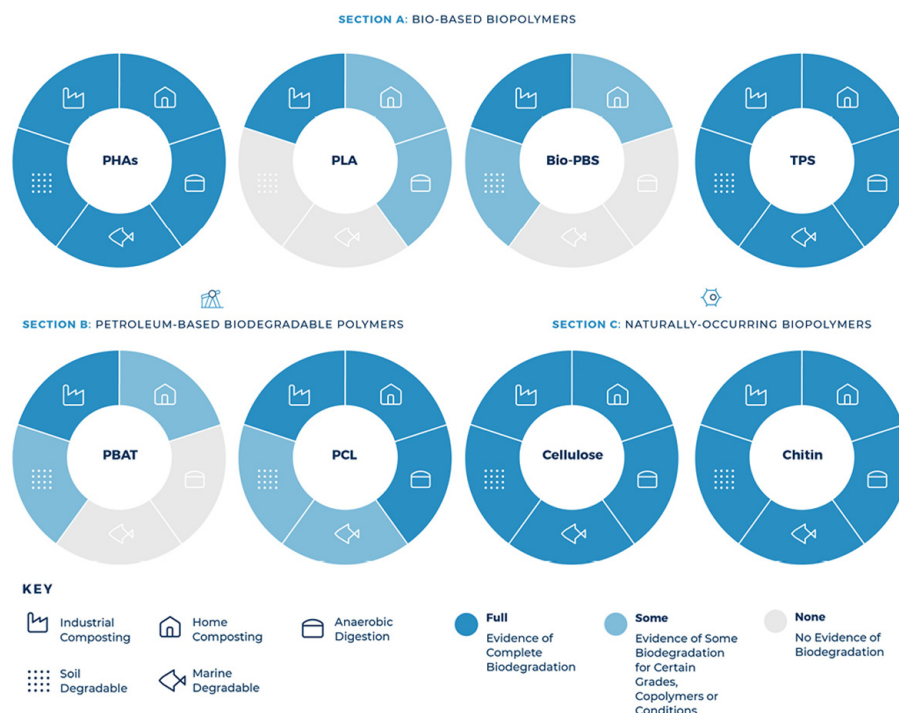 SECTION A: BIO-BASED BIOPOLYMERS
PHAs
PLA
Bio-PBS
TPS
SECTION B: PETROLEUM-BASED BIODEGRADABLE POLYMERS
SECTION C: NATURALLY-OCCURRING BIOPOLYMERS
PBAT
PCL
Cellulose
Chitin
KEY
Industrial
Composting
Home
Composting
Anaerobic
Digestion
Soil
Degradable
Marine
Degradable
Full
Evidence of
Complete
Biodegradation
Some
Evidence of Some
Biodegradation
for Certain
Grades,
Copolymers or
Conditions
None
No Evidence of
Biodegradation